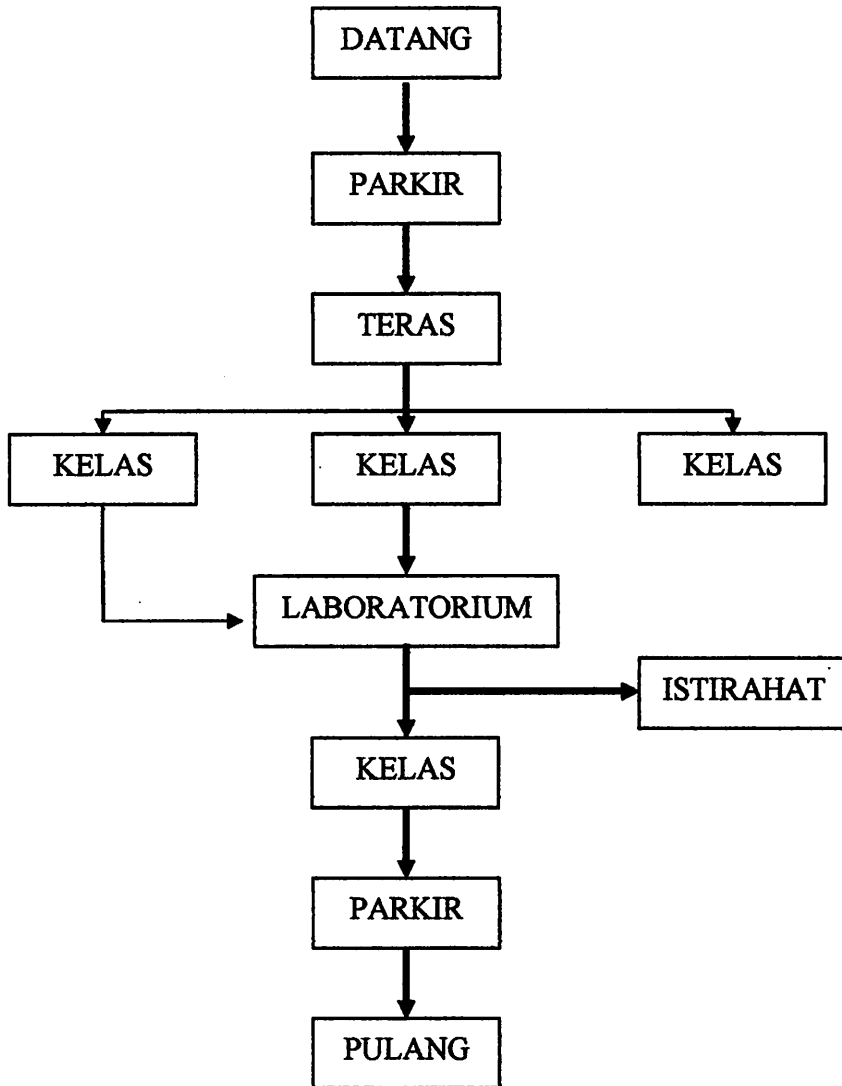 DATANG
PARKIR
TERAS
KELAS
KELAS
KELAS
LABORATORIUM
ISTIRAHAT
KELAS
PARKIR
PULANG